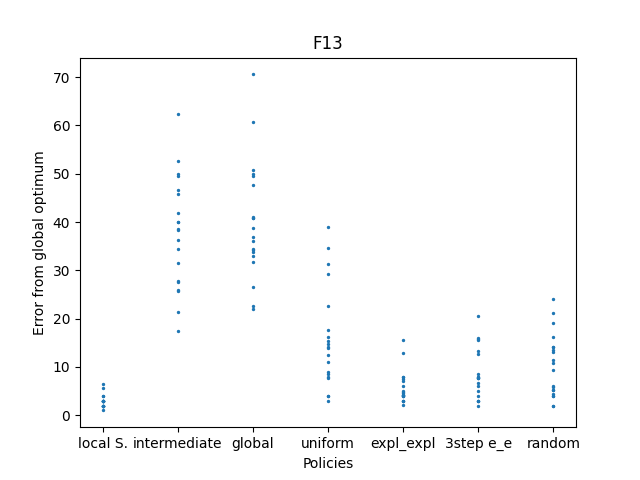 F13
Error from global optimum
70
60
50
40
30
20
10
0
local S. intermediate global uniform expl_expl 3step e_e random
Policies